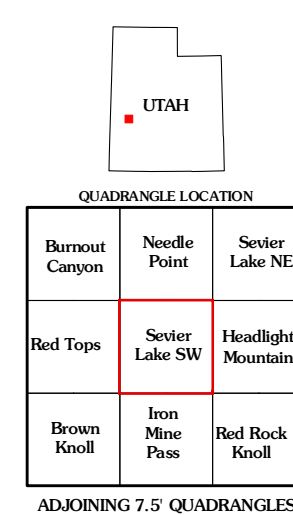 UTAH
QUADRANGLE LOCATION
Burnout
Canyon
Needle
Point
Sevier
Lake NE
Red Tops
Sevier
Lake SW
Headlight
Mountain
Brown
Knoll
Iron
Mine
Pass
Red Rock
Knoll
ADJOINING 7.5' QUADRANGLES